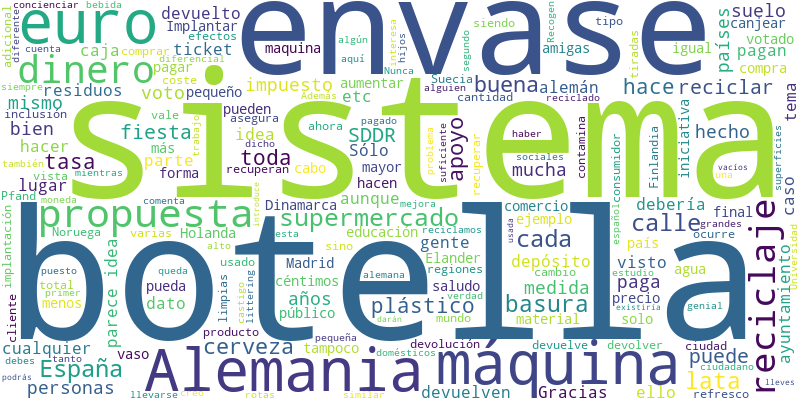 concienciar bebida
adicional
diferente
Implantar
cuenta
devuelto
efectos
ticket
caja
pagar
coste
euro
envase
dinero
residuos
mismo
bien
hacer
tasa
lugar
vista
Pfand
implantación
voto
pequeño
inclusión
siempre
también
mientras
más
fiesta
parte
forma
vale
diferencial
comprar
maquina
algún
aquí
hijos
Nunca
segundo
interesa
Además
impuesto
aumentar
etc
pueden
asegura
idea
trabajo
dicho
recuperan
toda
cabo
ahora
SDDR
Sólo
mayor
hacen
pagado
suficiente
problema
apoyo
siendo
recogen
tiradas
amigas
igual
buena
Suecia
alguien
cantidad
reciclado
alemán
mucha
recuperar
haber
sociales
tipo
países
pagan
hace
reciclar
hecho
contamina
suelo
canjear
votado
compra
iniciativa
tema
vacíos
una
superficies
consumidor
Finlandia
debería
caso
sistema
propuesta
supermercado
aunque
Dinamarca
mejora
comenta
introduce
moneda
Noruega
varias
Holanda
alto
esta
usado
educación
reciclamos
sino
gente
Elander
regiones
comercio
ejemplo
depósito
cambio
cada
calle
país
español
final
grandes
ocurre
Universidad
ayuntamiento
reciclaje
botella
parece idea
total
primer
menos
puesto
queda
castigo
limpias
littering
pueda
dato
Madrid
céntimos
años
público
alemana
verdad
mundo
saludo
plástico
usada
visto
medida
basura
material
estudio
agua
existiría
solo
paga
precio
genial
cliente
cualquier
debes
tanto
España
personas
podrás
vaso
producto
cerveza
tampoco
pequeña
devolución
darán
domésticos
devuelve
devolver
ciudad
ciudadano
puede
lata
refresco
lleves
Alemania
máquina
llevarse
creo
rotas
similar
devuelven
Gracias
ello